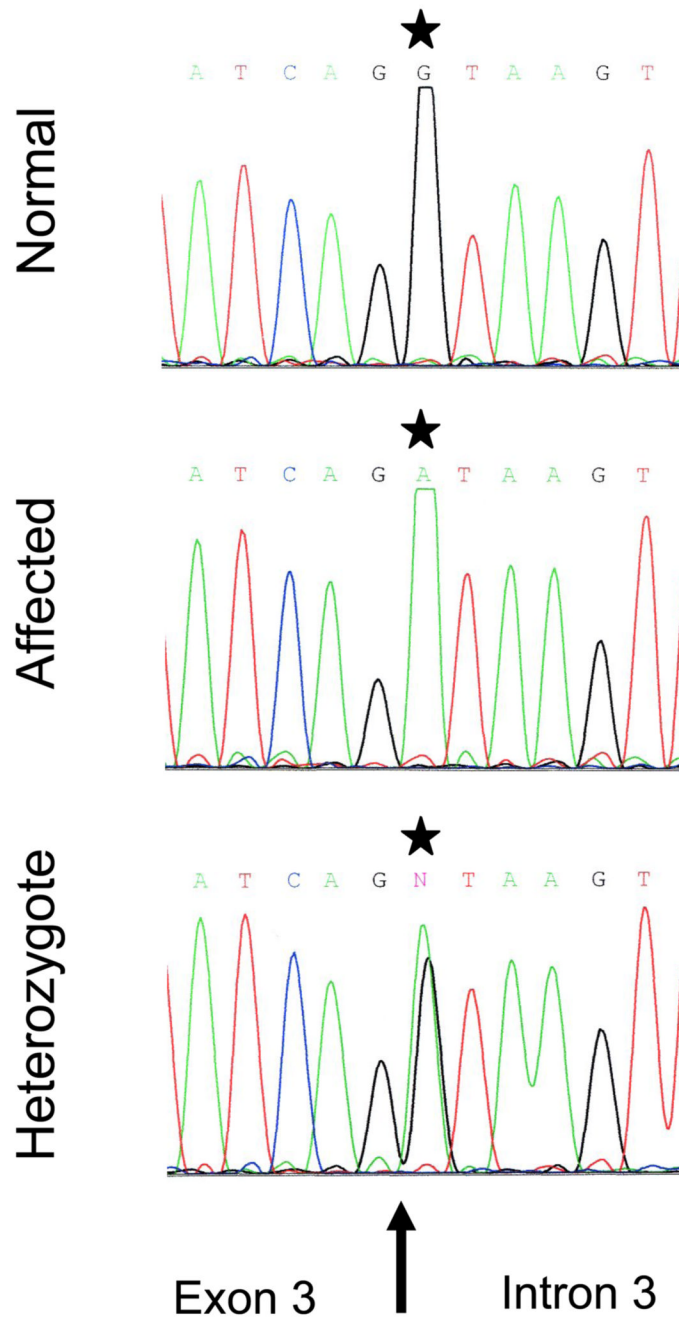 Normal
A T C A G G T A A G T
Affected
A T C A G A T A A G T
Heterozygote
A T C A G N T A A G T
Exon 3
Intron 3